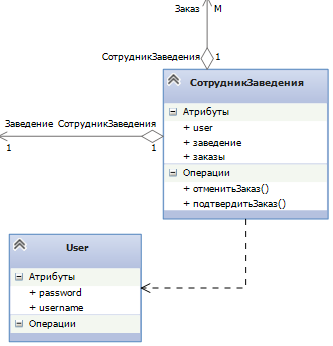 Заказ M
СотрудникЗаведения 1
СотрудникЗаведения
Атрибуты
+ user
+ заведение
+ заказы
Операции
+ отменитьЗаказ()
+ подтвердитьЗаказ()
Заведение СотрудникЗаведения
1 1
User
Атрибуты
+ password
+ username
Операции